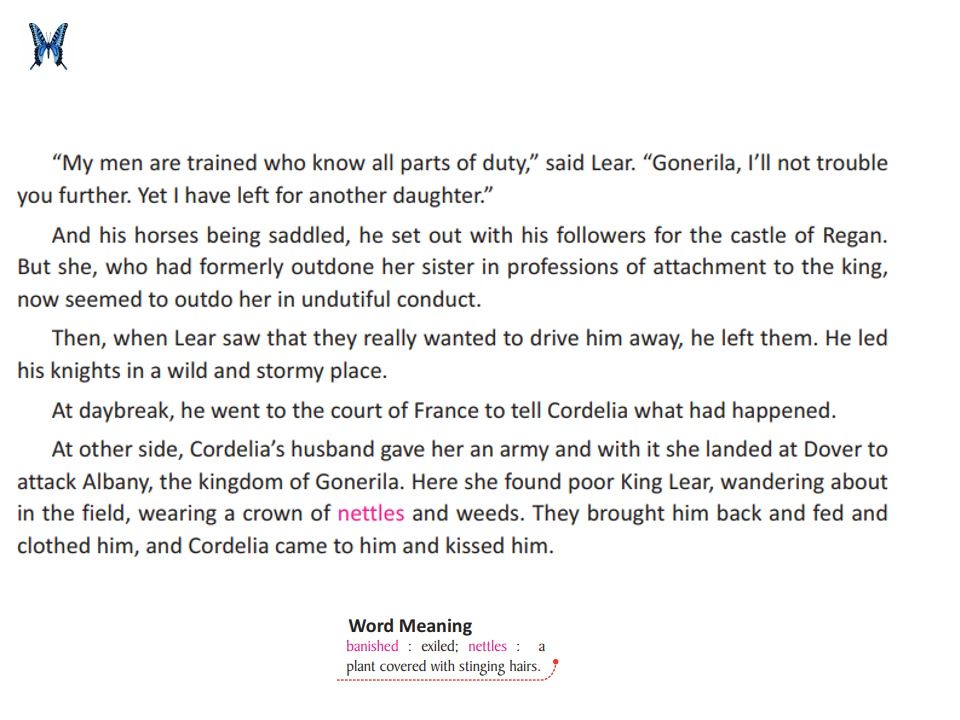 “My men are trained who know all parts of duty,” said Lear. “Gonerila, I’ll not trouble
you further. Yet I have left for another daughter.”
And his horses being saddled, he set out with his followers for the castle of Regan.
But she, who had formerly outdone her sister in professions of attachment to the king,
now seemed to outdo her in undutiful conduct.
Then, when Lear saw that they really wanted to drive him away, he left them. He led
his knights in a wild and stormy place.
At daybreak, he went to the court of France to tell Cordelia what had happened.
At other side, Cordelia’s husband gave her an army and with it she landed at Dover to
attack Albany, the kingdom of Gonerila. Here she found poor King Lear, wandering about
in the field, wearing a crown of nettles and weeds. They brought him back and fed and
clothed him, and Cordelia came to him and kissed him.
Word Meaning
banished : exiled; nettles : a
plant covered with stinging hairs.